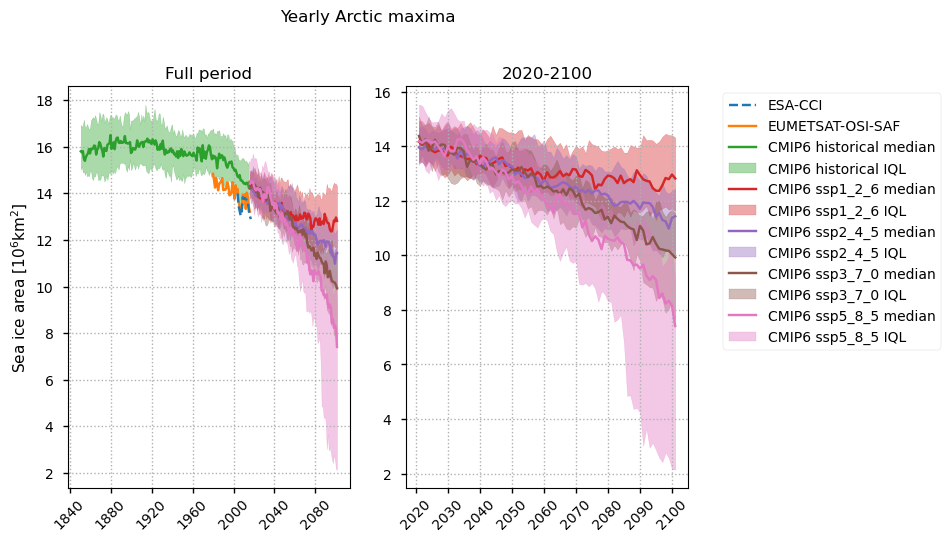 Yearly Arctic maxima
Full period
Sea ice area [10⁶km²]
18
16
14
12
10
8
6
4
2
1840
1880
1920
1960
2000
2040
2080
2020-2100
16
14
12
10
8
6
4
2
2020
2030
2040
2050
2060
2070
2080
2090
2100
ESA-CCI
EUMETSAT-OSI-SAF
CMIP6 historical median
CMIP6 historical IQL
CMIP6 ssp1_2_6 median
CMIP6 ssp1_2_6 IQL
CMIP6 ssp2_4_5 median
CMIP6 ssp2_4_5 IQL
CMIP6 ssp3_7_0 median
CMIP6 ssp3_7_0 IQL
CMIP6 ssp5_8_5 median
CMIP6 ssp5_8_5 IQL